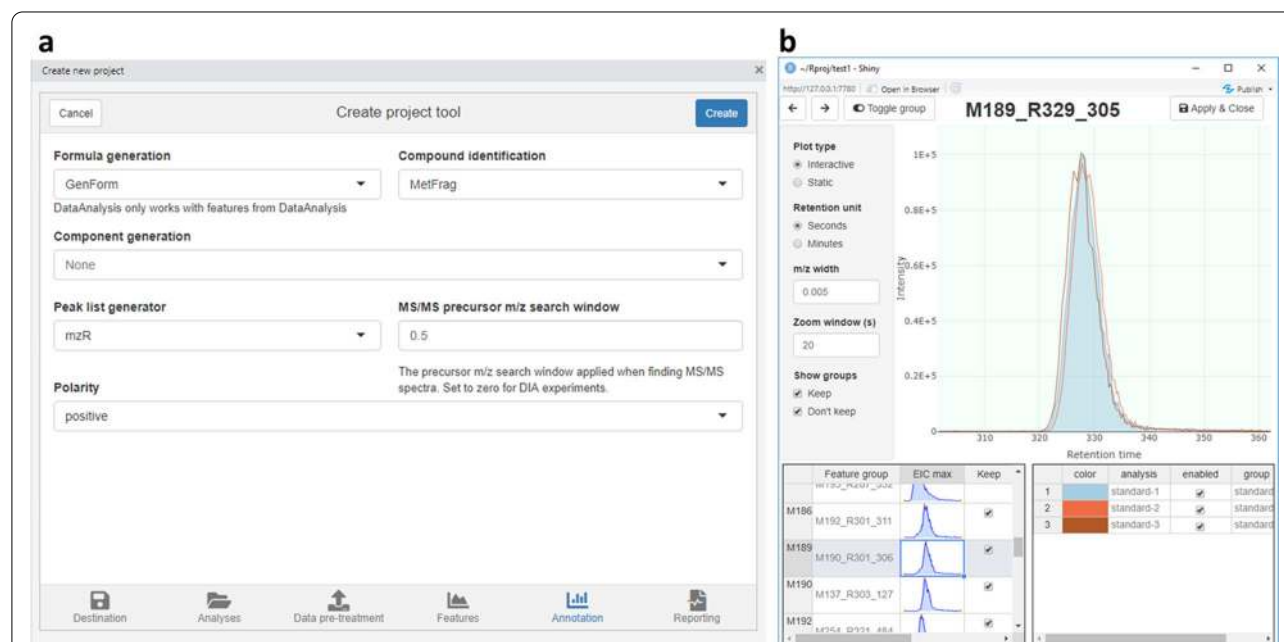 a
Create new project
Cancel
Create project tool
Create
Formula generation
GenForm
DataAnalysis only works with features from DataAnalysis
Compound identification
MetFrag
Component generation
None
Peak list generator
mzR
MS/MS precursor m/z search window
0.5
The precursor m/z search window applied when finding MS/MS
spectra. Set to zero for DIA experiments.
Polarity
positive
Destination
Analyses
Data pre-treatment
Features
Annotation
Reporting
b
~/Rproj/test1 - Shiny
http://127.0.0.1:7780
Open in Browser
Publish
Toggle group
M189_R329_305
Apply & Close
Plot type
Interactive
Static
Retention unit
Seconds
Minutes
m/z width
0.005
Zoom window (s)
20
Show groups
Keep
Don't keep
Intensity
1E+5
0.8E+5
0.6E+5
0.4E+5
0.2E+5
0
310 320 330 340 350 360
Retention time
Feature group EIC max Keep
M186 M192_R301_311
M189 M190_R301_306
M190 M137_R303_127
M192
color analysis enabled group
1 standard-1 standard
2 standard-2 standard
3 standard-3 standard